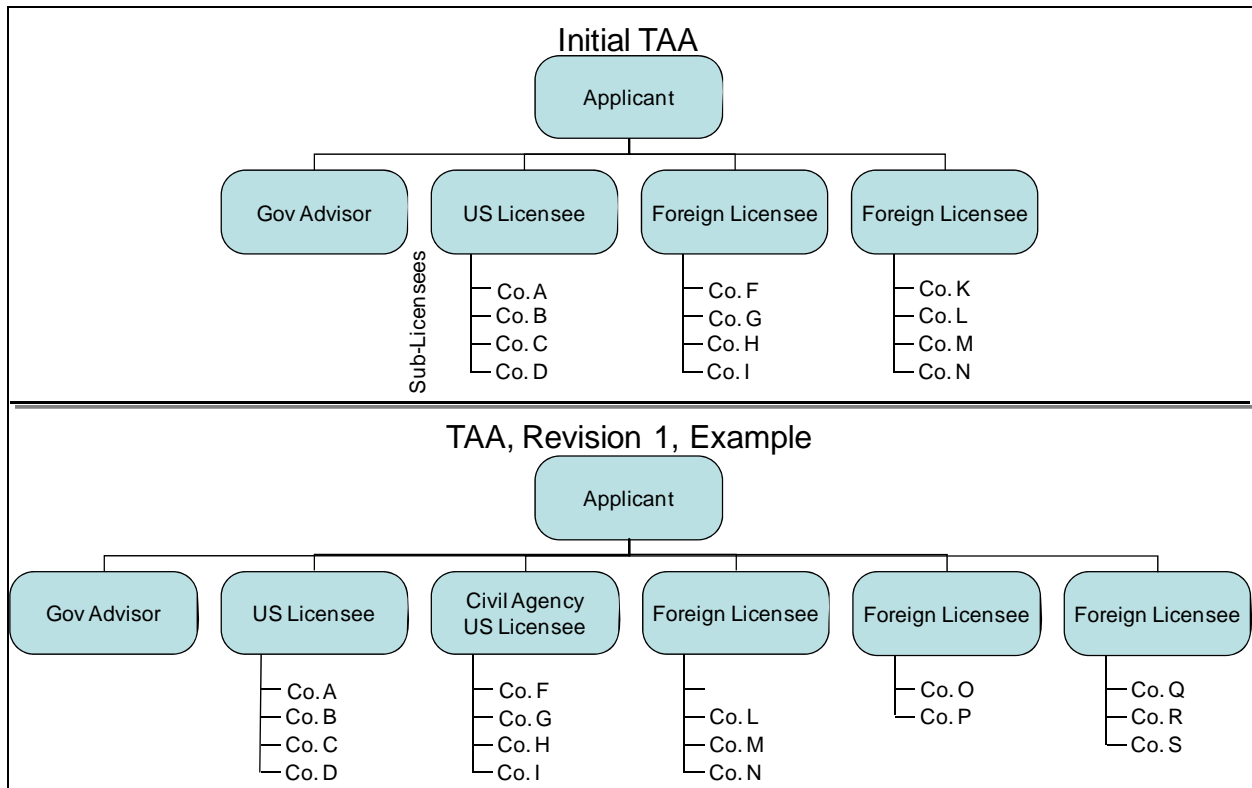 Initial TAA
Applicant
Gov Advisor
US Licensee
Foreign Licensee
Foreign Licensee
Sub-Licensees
Co. A
Co. B
Co. C
Co. D
Co. F
Co. G
Co. H
Co. I
Co. K
Co. L
Co. M
Co. N
TAA, Revision 1, Example
Applicant
Gov Advisor
US Licensee
Civil Agency
US Licensee
Foreign Licensee
Foreign Licensee
Foreign Licensee
Co. A
Co. B
Co. C
Co. D
Co. F
Co. G
Co. H
Co. I
Co. L
Co. M
Co. N
Co. O
Co. P
Co. Q
Co. R
Co. S